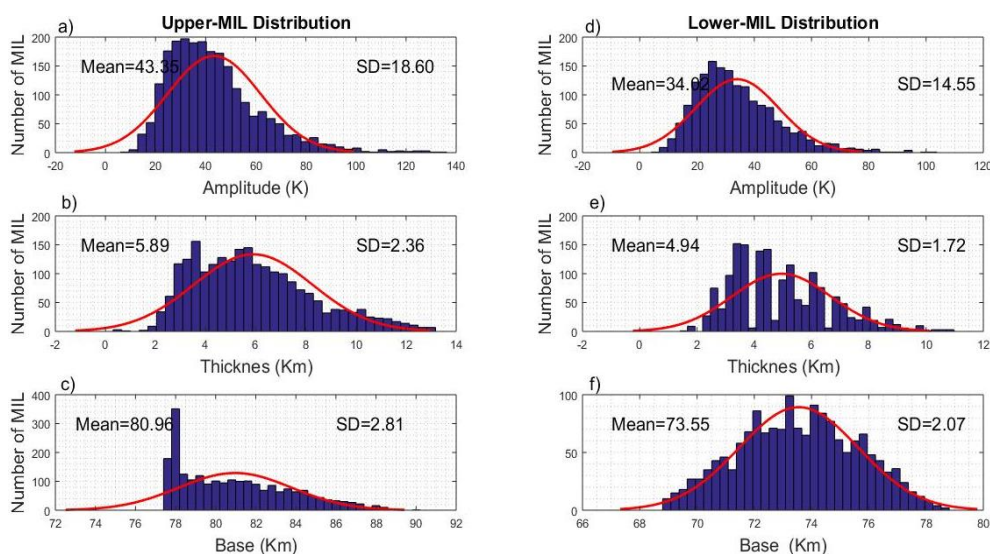 Upper-MIL Distribution
a)
Number of MIL
200
150
100
50
0
Mean=43.35
SD=18.60
-20 0 20 40 60 80 100 120 140
Amplitude (K)
b)
Number of MIL
200
150
100
50
0
Mean=5.89
SD=2.36
-2 0 2 4 6 8 10 12 14
Thicknes (Km)
c)
Number of MIL
400
300
200
100
0
Mean=80.96
SD=2.81
72 74 76 78 80 82 84 86 88 90 92
Base (Km)
Lower-MIL Distribution
d)
Number of MIL
200
150
100
50
0
Mean=34.02
SD=14.55
-20 0 20 40 60 80 100 120
Amplitude (K)
e)
Number of MIL
200
150
100
50
0
Mean=4.94
SD=1.72
-2 0 2 4 6 8 10 12
Thicknes (Km)
f)
Number of MIL
100
50
0
Mean=73.55
SD=2.07
66 68 70 72 74 76 78 80
Base (Km)